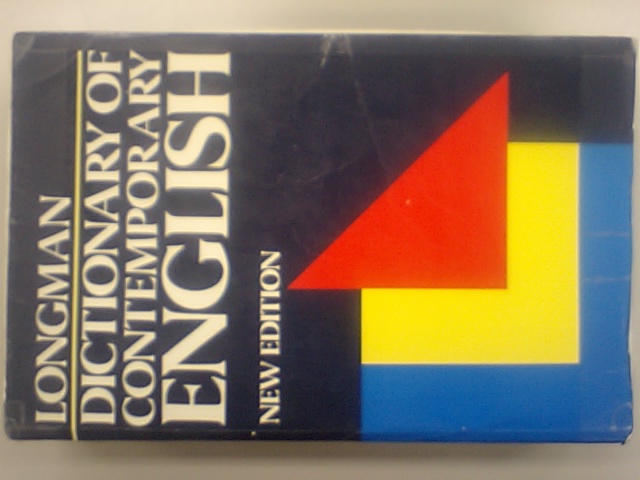 LONGMAN
DICTIONARY OF
CONTEMPORARY
ENGLISH
NEW EDITION